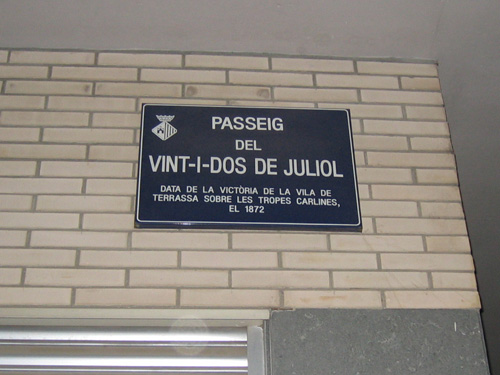 PASSEIG
DEL
VINT-I-DOS DE JULIOL
DATA DE LA VICTÒRIA DE LA VILA DE
TERRASSA SOBRE LES TROPES CARLINES,
EL 1872